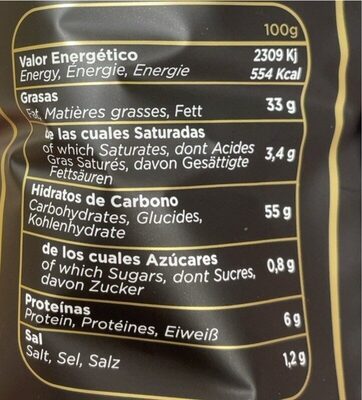 100g
Valor Energético 2309 Kj
Energy, Énergie, Energie 554 Kcal
Grasas
Fat, Matières grasses, Fett 33 g
de las cuales Saturadas
of which Saturates, dont Acides
Gras Saturés, davon Gesättigte 3,4 g
Fettsäuren
Hidratos de Carbono
Carbohydrates, Glucides, 55 g
Kohlenhydrate
de los cuales Azúcares
of which Sugars, dont Sucres, 0,8 g
davon Zucker
Proteínas
Protein, Protéines, Eiweiß 6 g
Sal
Salt, Sel, Salz 1,2 g